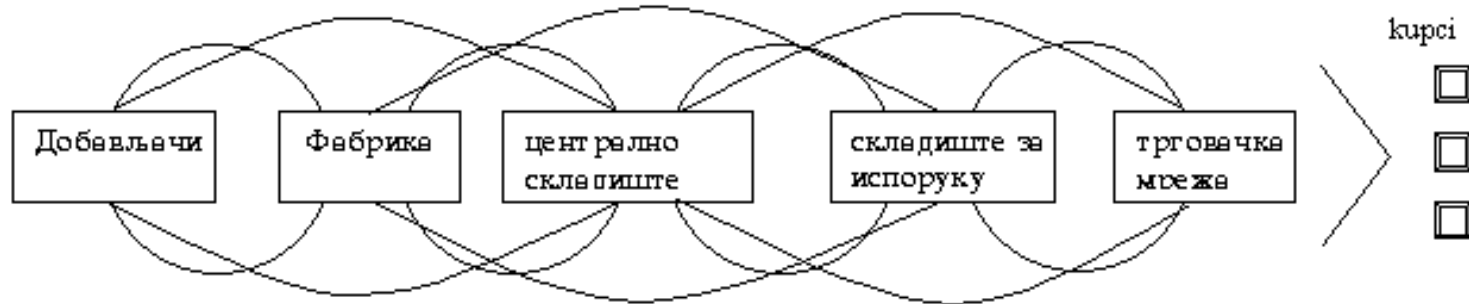 kupci
Добављачи
Фабрика
централно
складиште
складиште за
испоруку
трговачка
мрежа